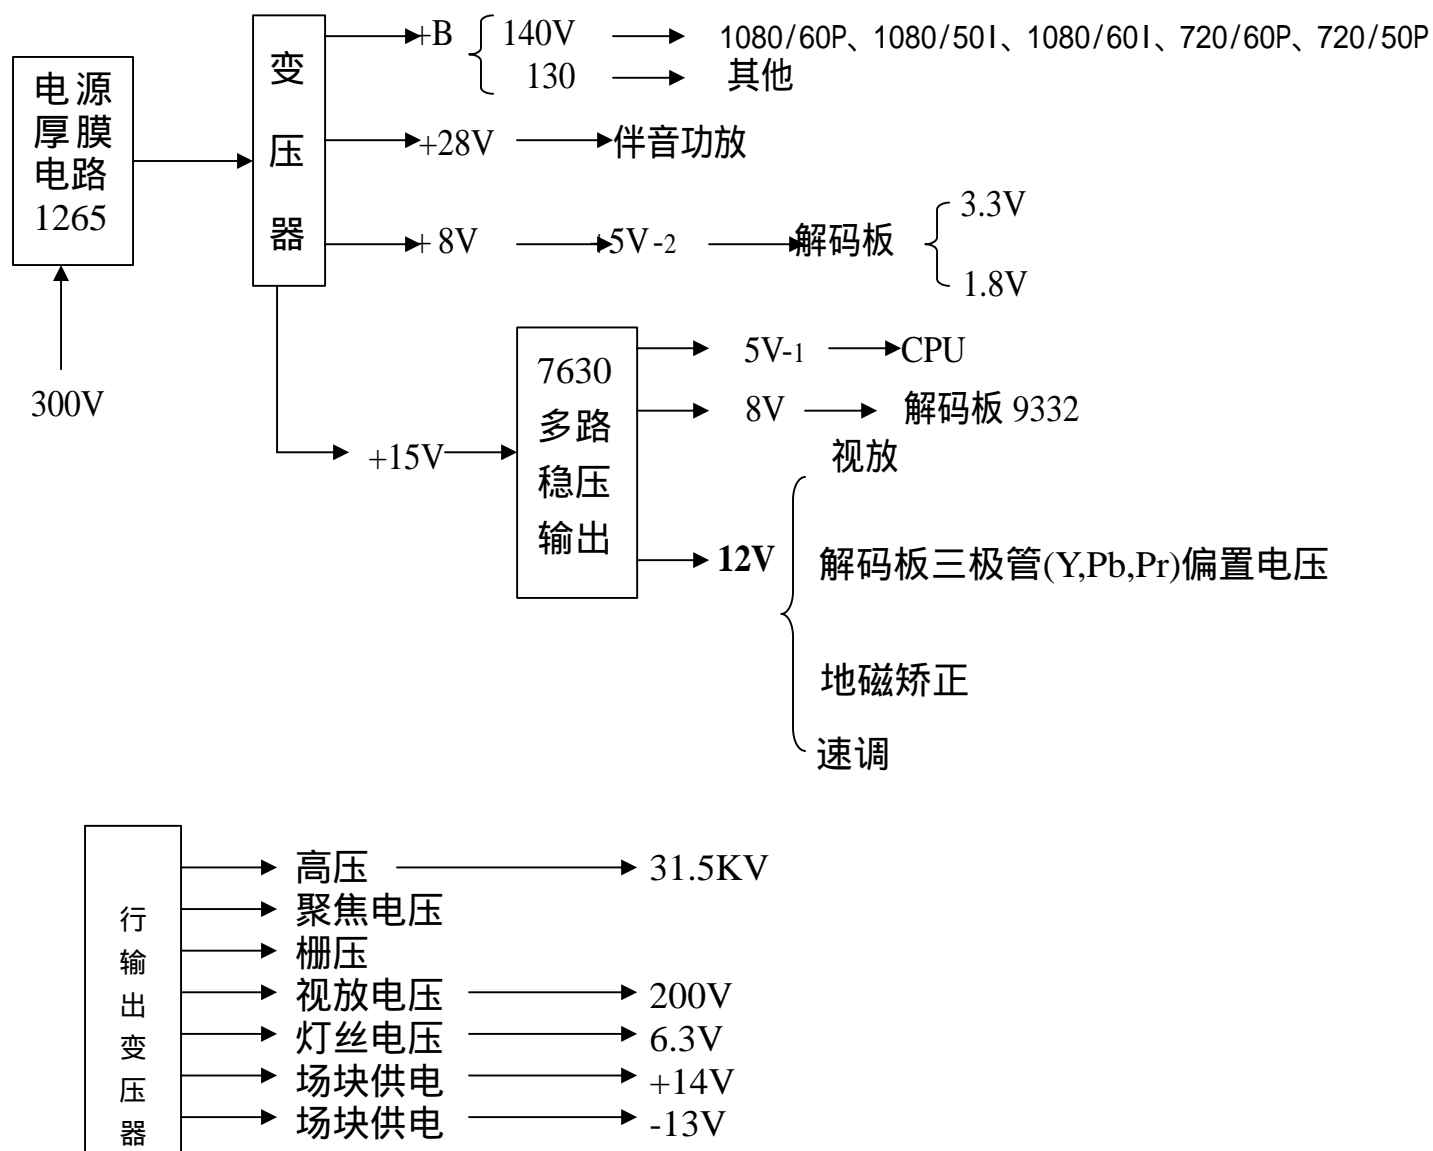 电源
厚膜
电路
1265
300V
变
压
器
+B
140V
1080/60P、1080/50I、1080/60I、720/60P、720/50P
130
其他
+28V
伴音功放
+8V
+5V-2
解码板
3.3V
1.8V
+15V
7630
多路
稳压
输出
5V-1
CPU
8V
解码板 9332
12V
视放
解码板三极管(Y,Pb,Pr)偏置电压
地磁矫正
速调
行
输
出
变
压
器
高压
31.5KV
聚焦电压
栅压
视放电压
200V
灯丝电压
6.3V
场块供电
+14V
场块供电
-13V